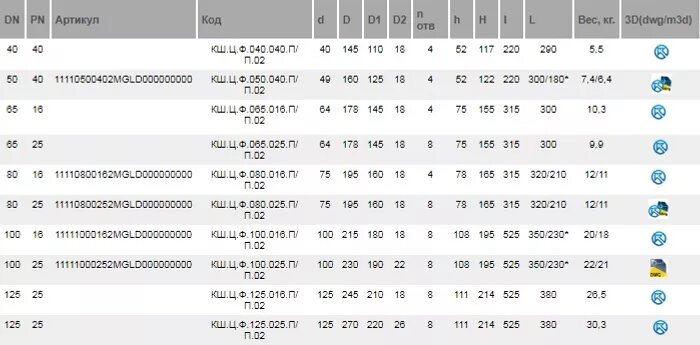 DN PN Артикул Код d D D1 D2 n отв h H l L Вес, кг. 3D(dwg/m3d)
40 40 КШ.Ц.Ф.040.040.П/П.02 40 145 110 18 4 52 117 220 290 5,5
50 40 11110500402MGLD000000000 КШ.Ц.Ф.050.040.П/П.02 49 160 125 18 4 52 122 220 300/180* 7,4/6,4
65 16 КШ.Ц.Ф.065.016.П/П.02 64 178 145 18 4 75 155 315 300 10,3
65 25 КШ.Ц.Ф.065.025.П/П.02 64 178 145 18 8 75 155 315 300 9,9
80 16 11110800162MGLD000000000 КШ.Ц.Ф.080.016.П/П.02 75 195 160 18 4 78 165 315 320/210 12/11
80 25 11110800252MGLD000000000 КШ.Ц.Ф.080.025.П/П.02 75 195 160 18 8 78 165 315 320/210 12/11
100 16 11111000162MGLD000000000 КШ.Ц.Ф.100.016.П/П.02 100 215 180 18 8 108 195 525 350/230* 20/18
100 25 11111000252MGLD000000000 КШ.Ц.Ф.100.025.П/П.02 100 230 190 22 8 108 195 525 350/230* 22/21
125 25 КШ.Ц.Ф.125.016.П/П.02 125 245 210 18 8 111 214 525 380 26,5
125 25 КШ.Ц.Ф.125.025.П/П.02 125 270 220 26 8 111 214 525 380 30,3